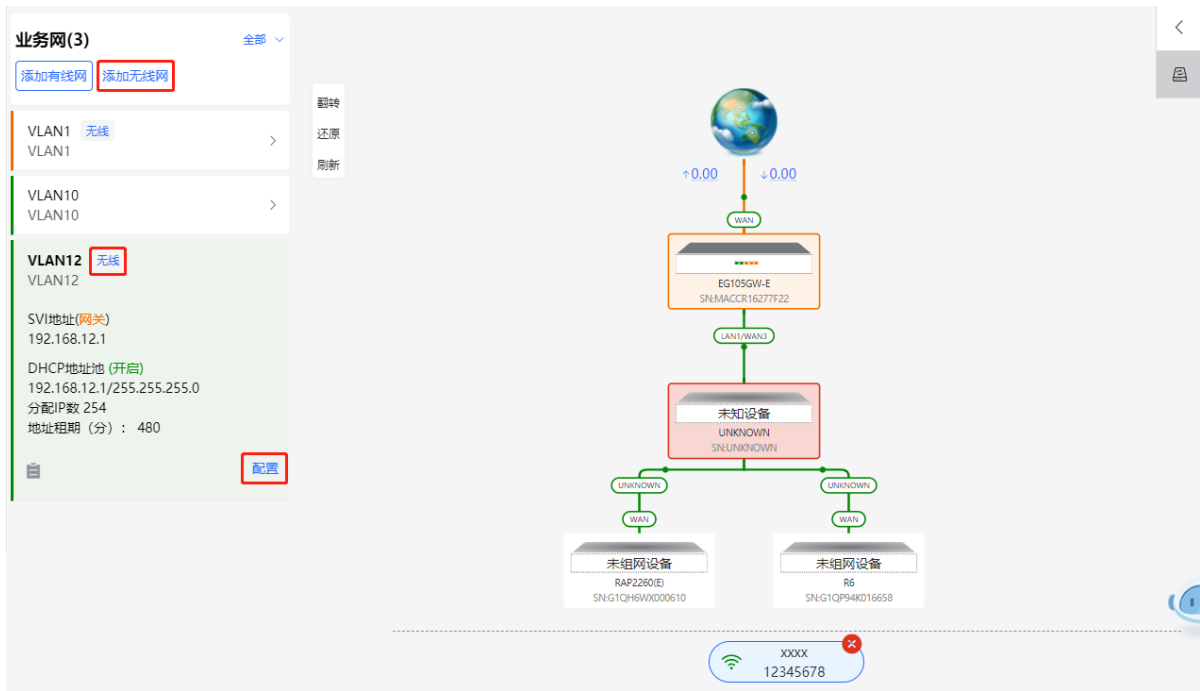 业务网(3)
全部
添加有线网
添加无线网
VLAN1 无线
VLAN1
VLAN10
VLAN10
VLAN12 无线
VLAN12
SVI地址(网关)
192.168.12.1
DHCP地址池 (开启)
192.168.12.1/255.255.255.0
分配IP数 254
地址租期（分）： 480
配置
翻转
还原
刷新
↑0.00
↓0.00
WAN
EG105GW-E
SN:MACCR16277F22
LAN1/WAN3
未知设备
UNKNOWN
SN:UNKNOWN
UNKNOWN
UNKNOWN
WAN
WAN
未组网设备
RAP2260(E)
SN:G1QH6WX000610
未组网设备
R6
SN:G1QP94K016658
XXXX
12345678